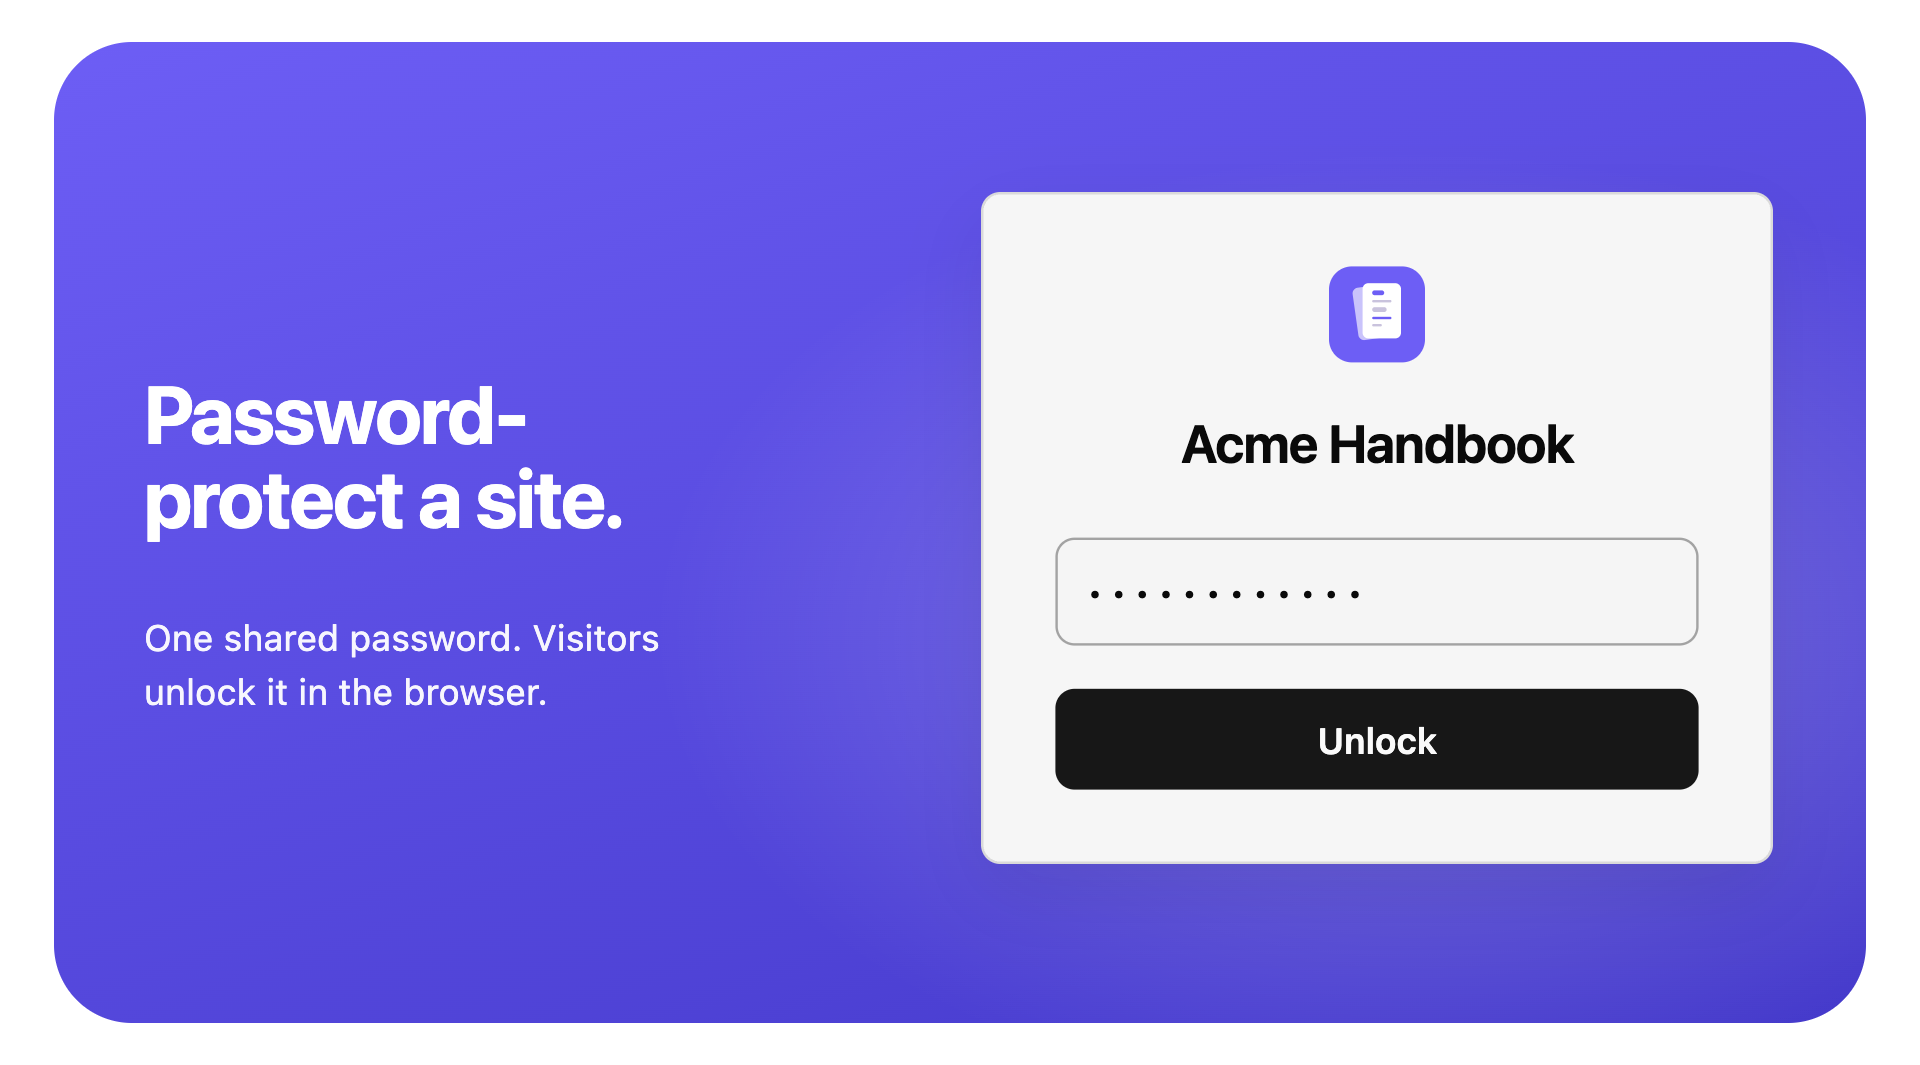 Password-
protect a site.
One shared password. Visitors
unlock it in the browser.
Acme Handbook
Unlock